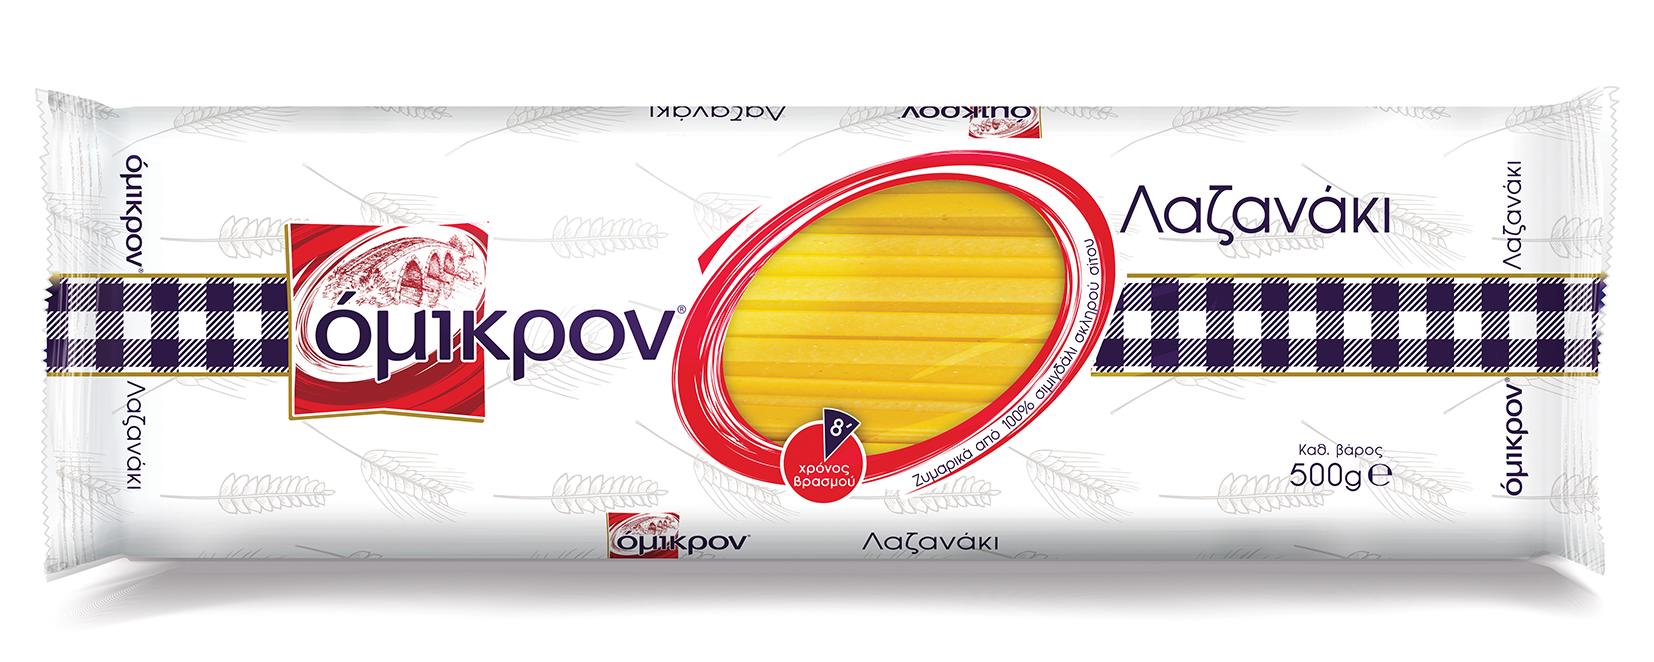 Λαζανάκι
όμικρον
όμικρον®
Λαζανάκι
όμικρον®
Λαζανάκι
Ζυμαρικά από 100% σιμιγδάλι σκληρού σίτου
8'
χρόνος
βρασμού
Καθ. βάρος
500g℮
Λαζανάκι
όμικρον®
όμικρον®
Λαζανάκι
Λαζανάκι